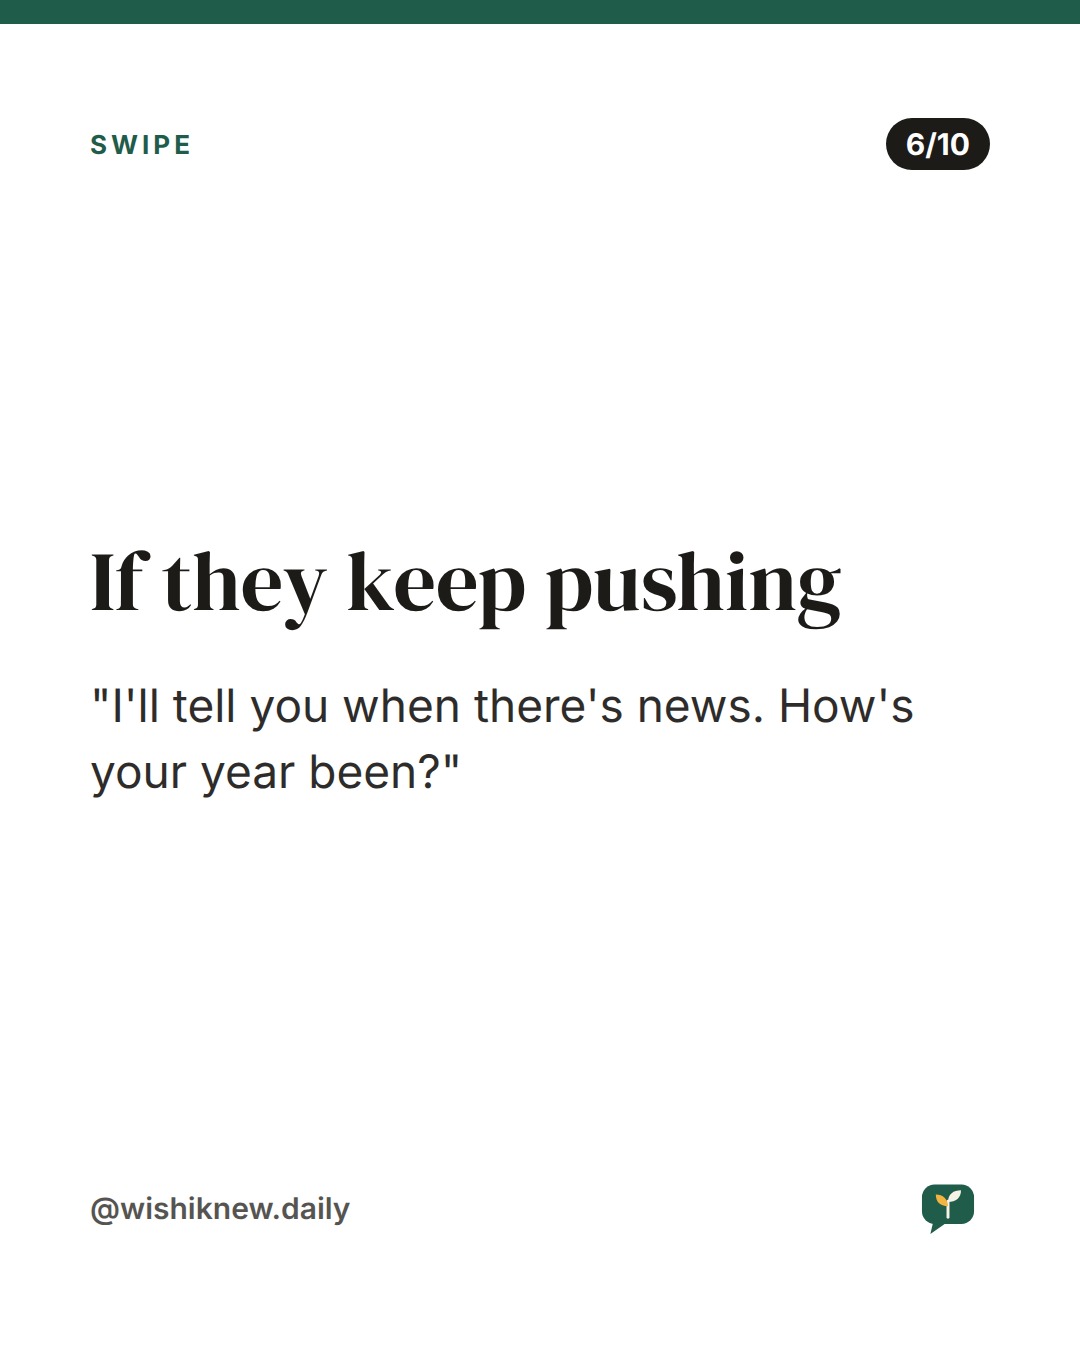 SWIPE
6/10
If they keep pushing
"I'll tell you when there's news. How's
your year been?"
@wishiknew.daily